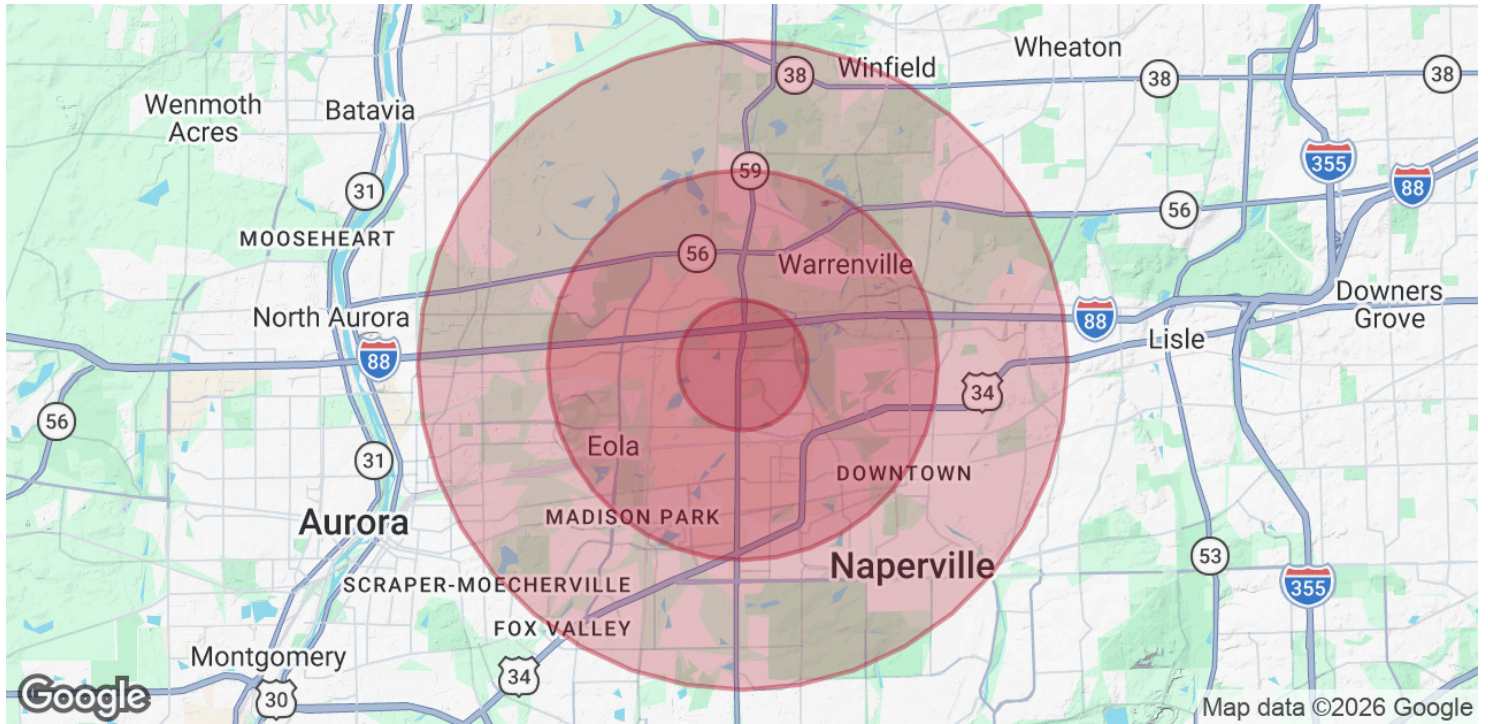 Wheaton
38
Winfield
38
38
Wenmoth
Acres
Batavia
355
88
59
31
56
MOOSEHEART
56
Warrenville
Downers
Grove
North Aurora
88
88
Lisle
34
56
Eola
31
DOWNTOWN
MADISON PARK
Aurora
53
Naperville
SCRAPER-MOECHERVILLE
355
FOX VALLEY
Montgomery
34
30
Google
Map data ©2026 Google